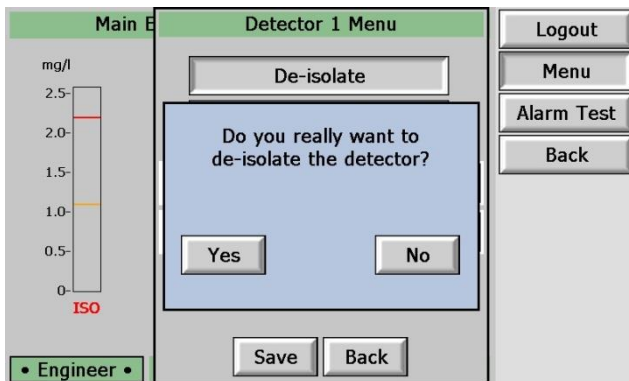 Main E
Detector 1 Menu
Logout
Menu
Alarm Test
Back
mg/l
2.5-
2.0-
1.5-
1.0-
0.5-
0-
ISO
De-isolate
Do you really want to
de-isolate the detector?
Yes
No
Save
Back
• Engineer •